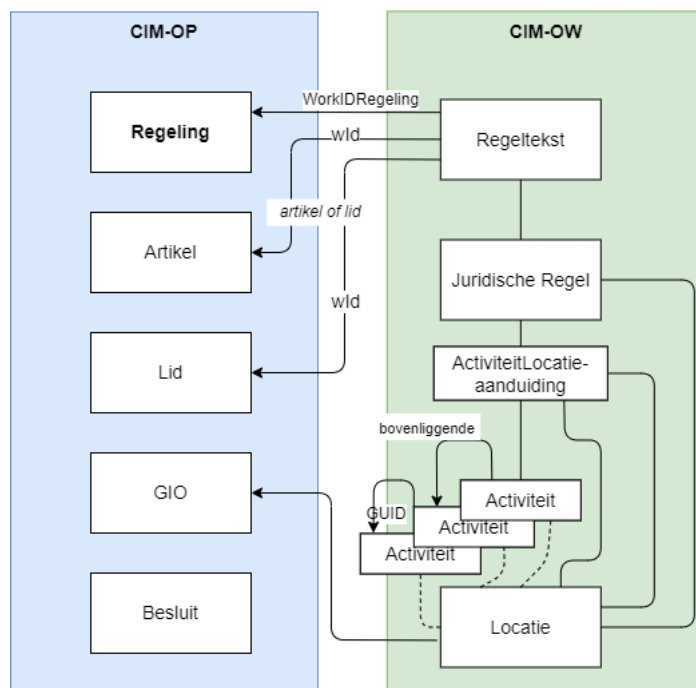 CIM-OP
CIM-OW
WorkIDRegeling
Regeling
wId
Regeltekst
artikel of lid
Artikel
wId
Juridische Regel
Lid
ActiviteitLocatie-
aanduiding
bovenliggende
GIO
GUID
Activiteit
Activiteit
Activiteit
Besluit
Locatie